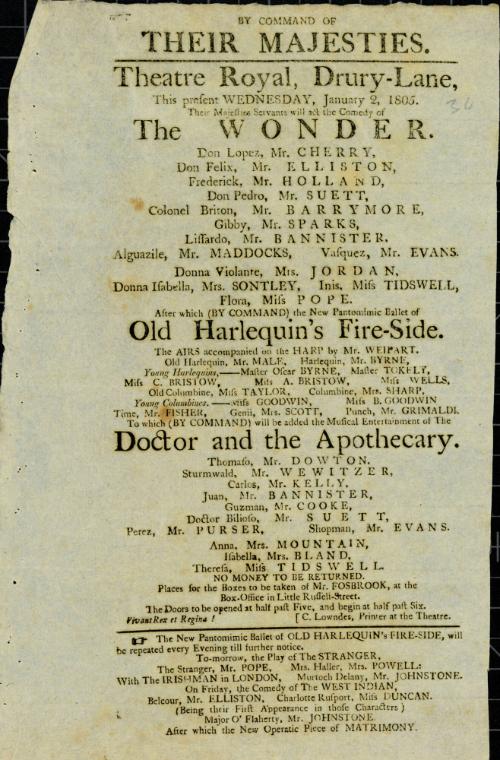 BY COMMAND OF
THEIR MAJESTIES.
Theatre Royal, Drury-Lane,
This present WEDNESDAY, January 2, 1805.
Their Majesties Servants will act the Comedy of
The WONDER.
Don Lopez, Mr. CHERRY,
Don Felix, Mr. ELLISTON,
Frederick, Mr. HOLLAND,
Don Pedro, Mr. SUETT,
Colonel Briton, Mr. BARRYMORE,
Gibby, Mr. SPARKS,
Lissardo, Mr. BANNISTER,
Alguazile, Mr. MADDOCKS, Vasquez, Mr. EVANS.
Donna Violante, Mrs. JORDAN,
Donna Isabella, Mrs. SONTLEY, Inis, Miss TIDSWELL,
Flora, Miss POPE.
After which (BY COMMAND) the New Pantomimic Ballet of
Old Harlequin's Fire-Side.
The AIRS accompanied on the HARP by Mr. WEIPART.
Old Harlequin, Mr. MALE, Harlequin, Mr. BYRNE,
Young Harlequins,—Master Oscar BYRNE, Master TOKELY,
Miss C. BRISTOW, Miss A. BRISTOW, Miss WELLS,
Old Columbine, Miss TAYLOR, Columbine, Mrs. SHARP,
Young Columbines.—Miss GOODWIN, Miss B. GOODWIN
Time, Mr. FISHER, Genii, Mrs. SCOTT, Punch, Mr. GRIMALDI.
To which (BY COMMAND) will be added the Musical Entertainment of The
Doctor and the Apothecary.
Thomaso, Mr. DOWTON,
Sturmwald, Mr. WEWITZER,
Carlos, Mr. KELLY,
Juan, Mr. BANNISTER,
Guzman, Mr. COOKE,
Doctor Bilioso, Mr. SUETT,
Perez, Mr. PURSER, Shopman, Mr. EVANS.
Anna, Mrs. MOUNTAIN,
Isabella, Mrs. BLAND,
Theresa, Miss TIDSWELL.
NO MONEY TO BE RETURNED.
Places for the Boxes to be taken of Mr. FOSBROOK, at the
Box-Office in Little Russell-Street.
The Doors to be opened at half past Five, and begin at half past Six.
Vivant Rex et Regina! [C. Lowndes, Printer at the Theatre.
☛ The New Pantomimic Ballet of OLD HARLEQUIN's FIRE-SIDE, will
be repeated every Evening till further notice.
To-morrow, the Play of The STRANGER,
The Stranger, Mr. POPE, Mrs. Haller, Mrs. POWELL:
With The IRISHMAN in LONDON, Murtoch Delany, Mr. JOHNSTONE.
On Friday, the Comedy of The WEST INDIAN,
Belcour, Mr. ELLISTON, Charlotte Rusport, Miss DUNCAN.
(Being their First Appearance in those Characters)
Major O'Flaherty, Mr. JOHNSTONE.
After which the New Operatic Piece of MATRIMONY.